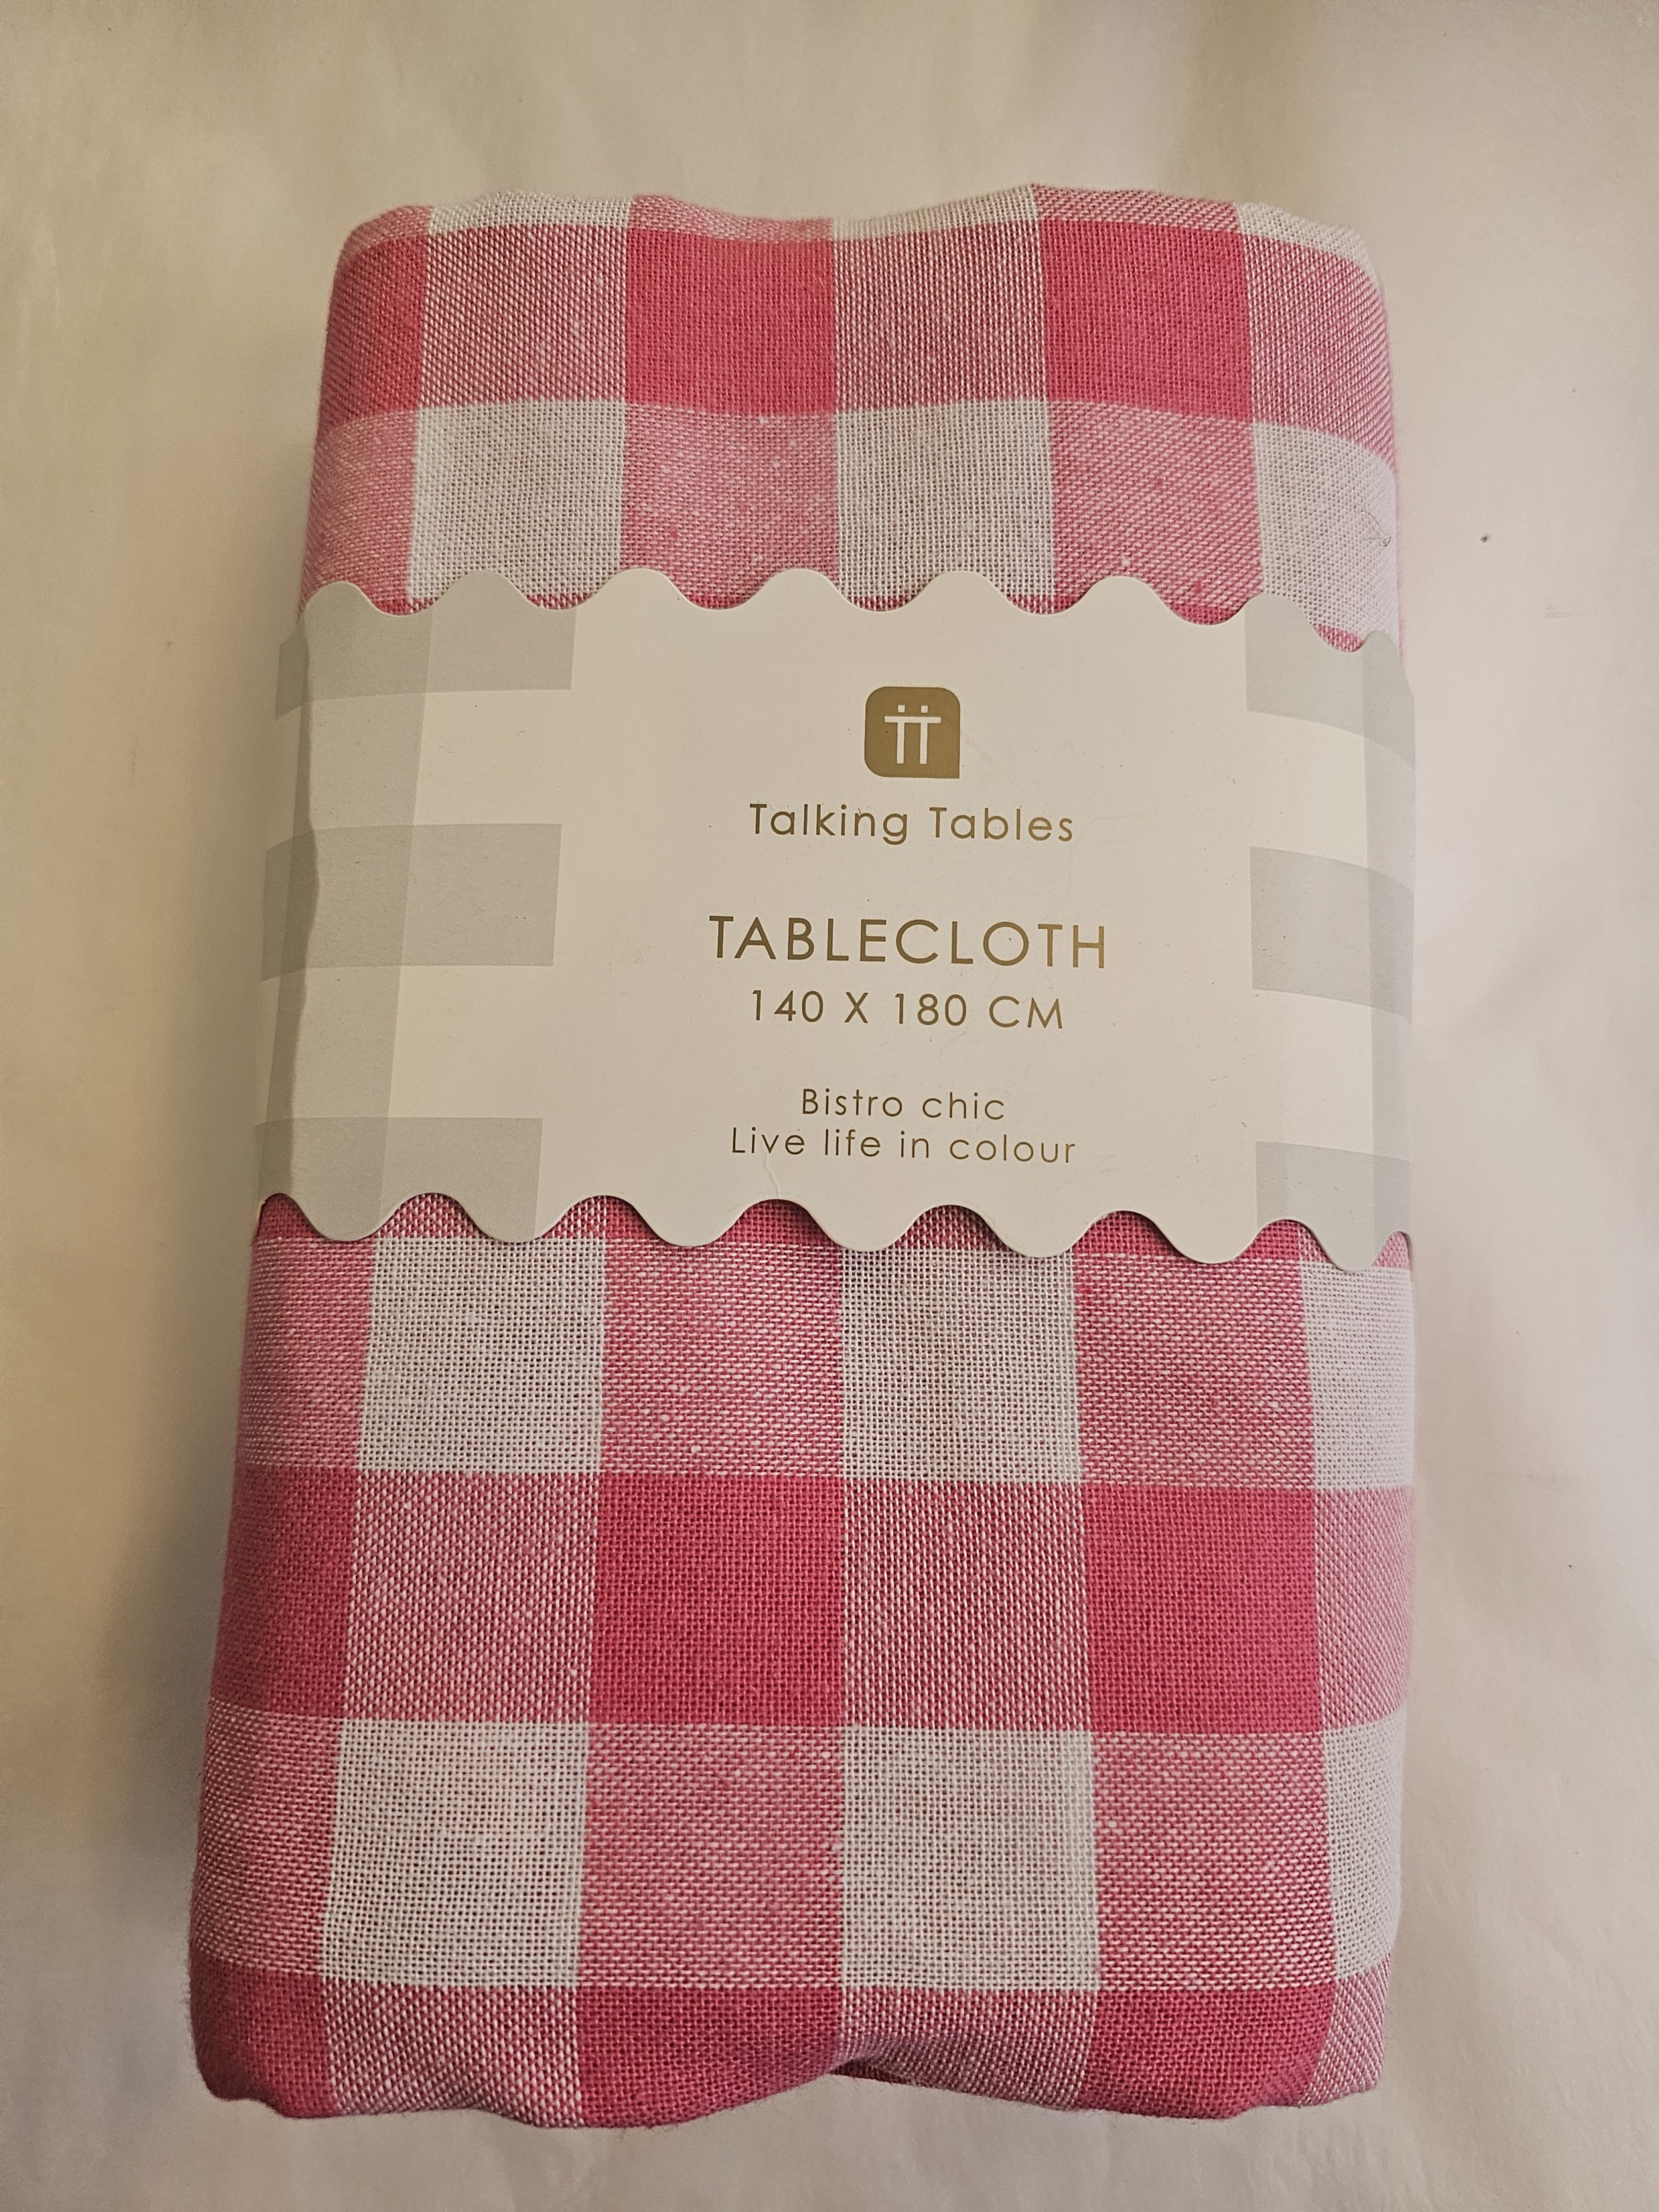 Talking Tables
TABLECLOTH
140 X 180 CM
Bistro chic
Live life in colour